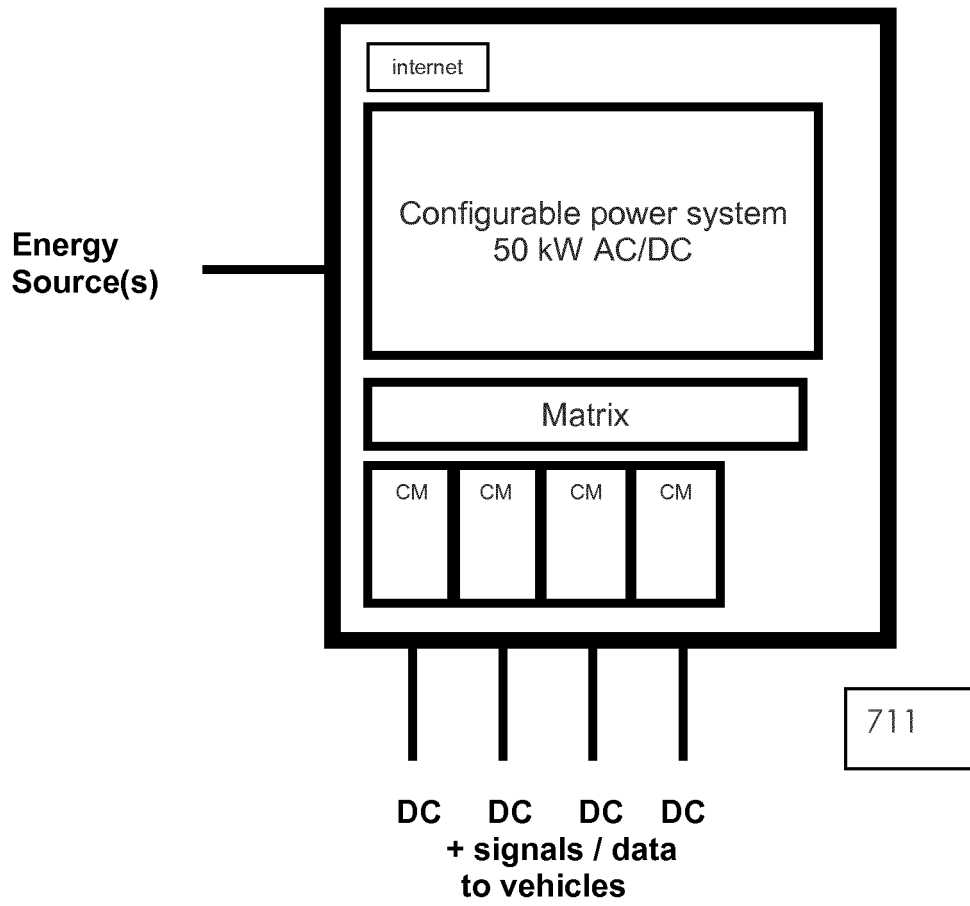 internet
Configurable power system
50 kW AC/DC
Energy
Source(s)
Matrix
CM CM CM CM
711
DC DC DC DC
+ signals / data
to vehicles